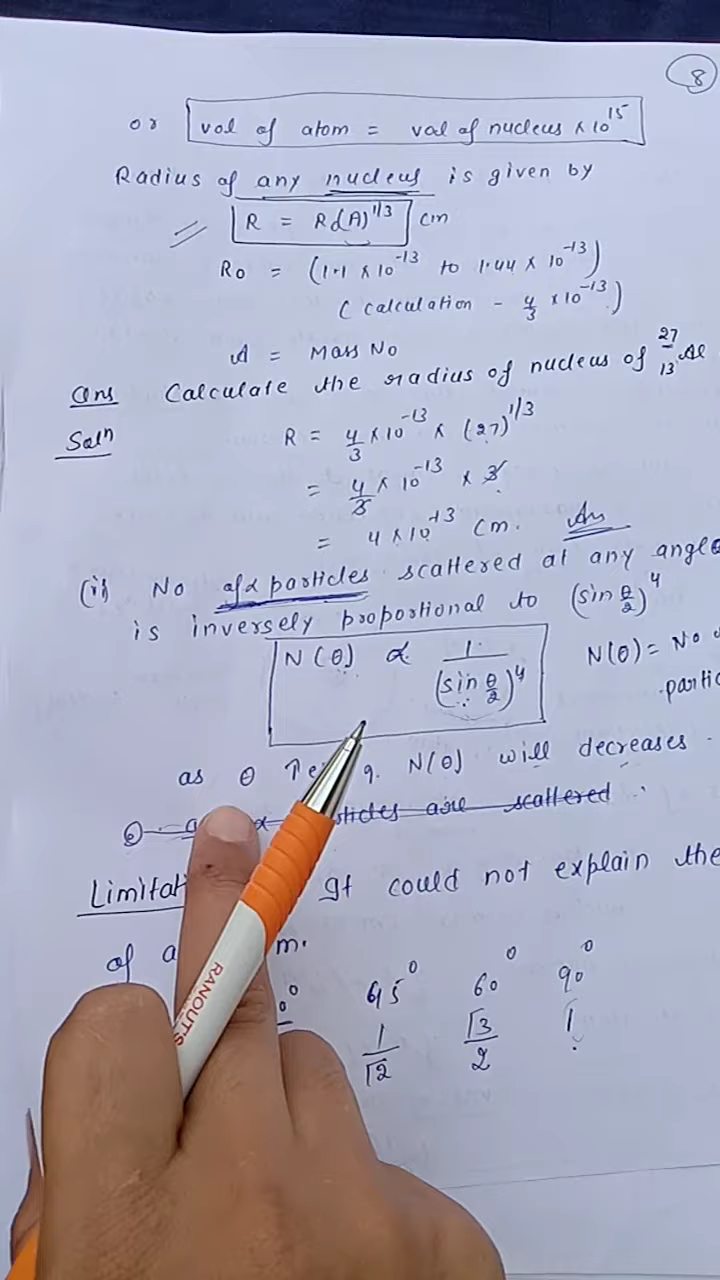 8
or vol of atom = vol of nucleus × 10^15
Radius of any nucleus is given by
R = R₀(A)^1/3 cm
R₀ = (1.1 × 10^-13 to 1.44 × 10^-13)
(calculation - 4/3 × 10^-13)
A = Mass No
Ques Calculate the radius of nucleus of 27 13 Al
Solⁿ R = 4/3 × 10^-13 × (27)^1/3
= 4/3 × 10^-13 × 3
= 4 × 10^-13 cm. Ans
(i) No of α particles scattered at any angle
is inversely proportional to (sin θ/2)^4
N(θ) ∝ 1/(sin θ/2)^4 N(θ) = No
as θ ↑ N(θ) will decreases.
are scattered
It could not explain the
of
45° 60° 90°
1/√2 √3/2 1
RANOUTS